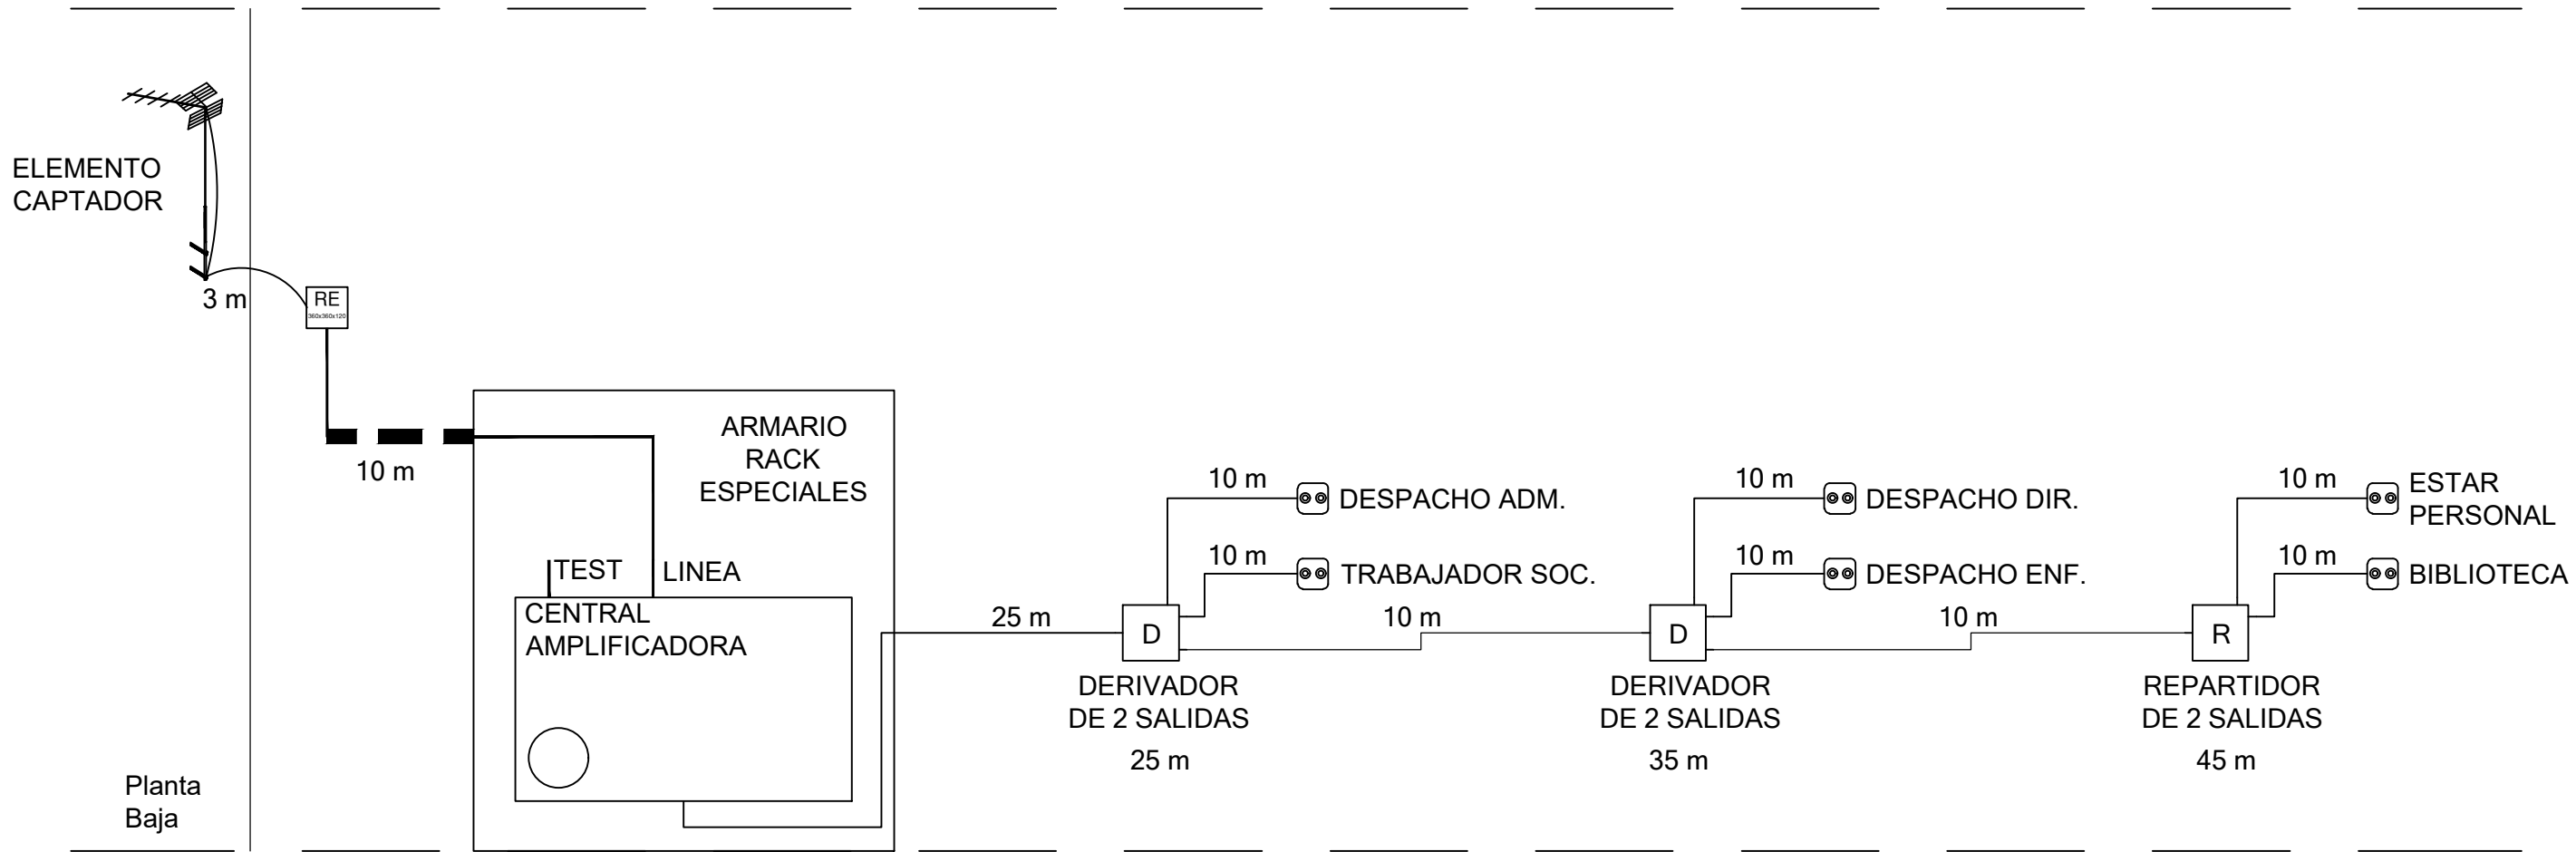 ELEMENTO
CAPTADOR
3 m
RE
360x360x120
10 m
ARMARIO
RACK
ESPECIALES
TEST
LINEA
CENTRAL
AMPLIFICADORA
25 m
10 m
DESPACHO ADM.
10 m
TRABAJADOR SOC.
D
DERIVADOR
DE 2 SALIDAS
25 m
10 m
10 m
DESPACHO DIR.
10 m
DESPACHO ENF.
D
DERIVADOR
DE 2 SALIDAS
35 m
10 m
10 m
ESTAR
PERSONAL
10 m
BIBLIOTECA
R
REPARTIDOR
DE 2 SALIDAS
45 m
Planta
Baja